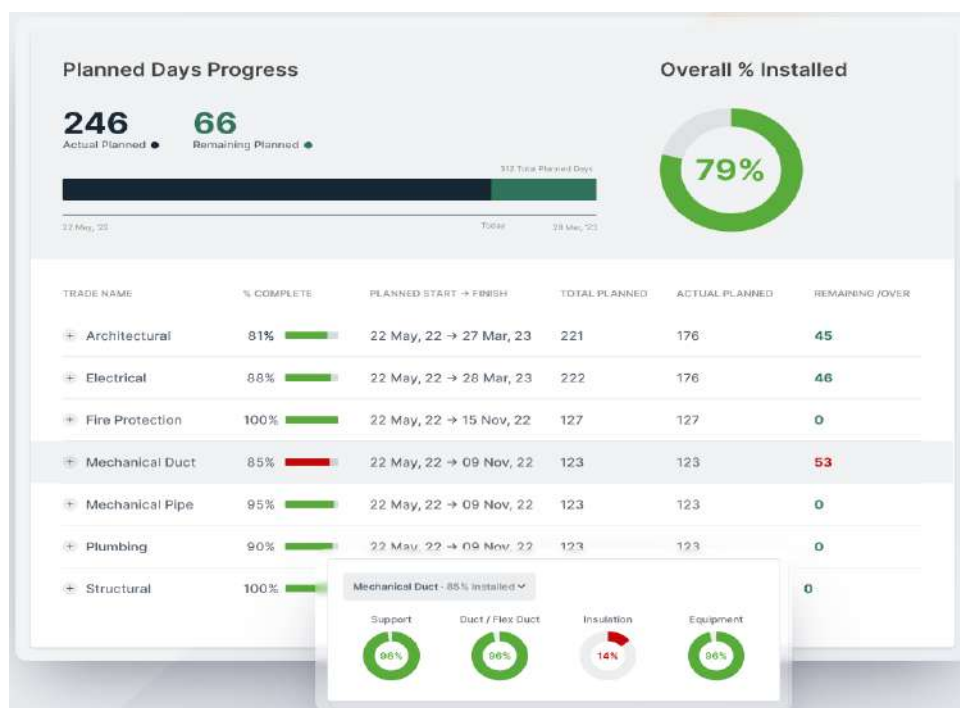 Planned Days Progress
Overall % Installed
246 66
Actual Planned Remaining Planned
79%
312 Total Planned Days
22 May, '22 Today 28 Mar, '23
TRADE NAME % COMPLETE PLANNED START → FINISH TOTAL PLANNED ACTUAL PLANNED REMAINING /OVER
Architectural 81% 22 May, 22 → 27 Mar, 23 221 176 45
Electrical 88% 22 May, 22 → 28 Mar, 23 222 176 46
Fire Protection 100% 22 May, 22 → 15 Nov, 22 127 127 0
Mechanical Duct 85% 22 May, 22 → 09 Nov, 22 123 123 53
Mechanical Pipe 95% 22 May, 22 → 09 Nov, 22 123 123 0
Plumbing 90% 22 May, 22 → 09 Nov, 22 123 123 0
Structural 100% 0
Mechanical Duct - 85% Installed
Support Duct / Flex Duct Insulation Equipment
96% 96% 14% 96%